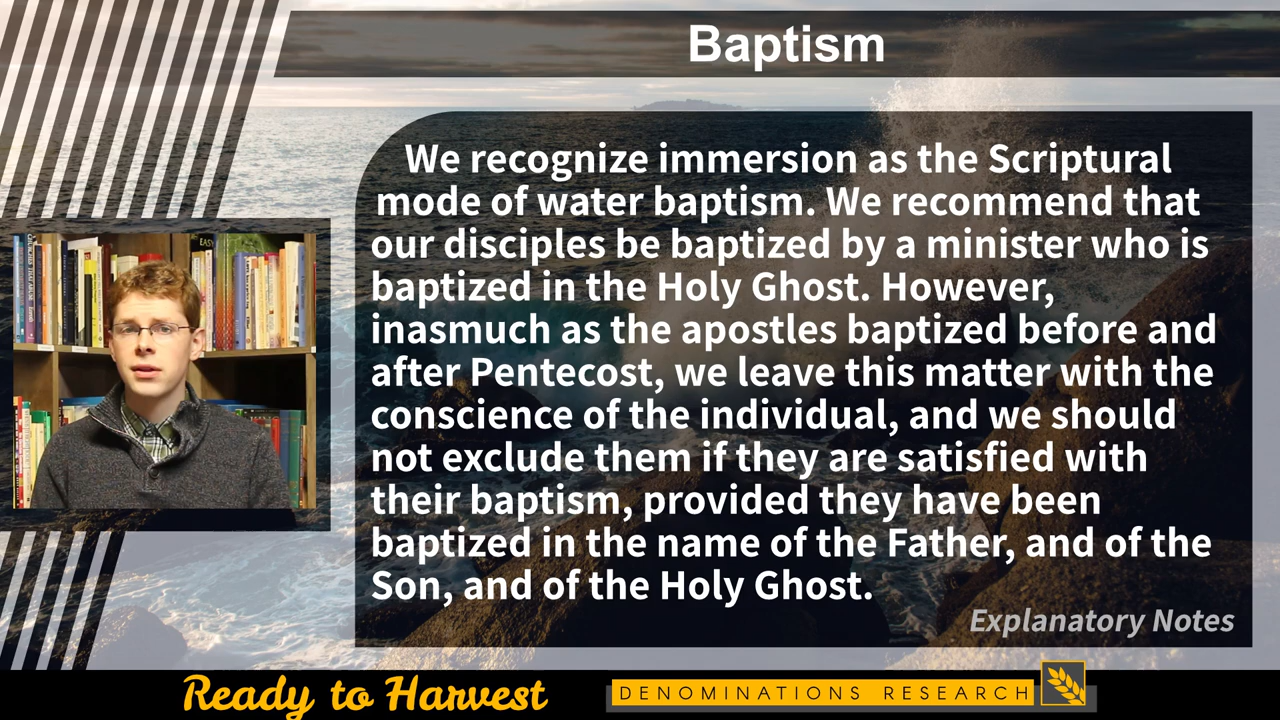 Baptism
We recognize immersion as the Scriptural
mode of water baptism. We recommend that
our disciples be baptized by a minister who is
baptized in the Holy Ghost. However,
inasmuch as the apostles baptized before and
after Pentecost, we leave this matter with the
conscience of the individual, and we should
not exclude them if they are satisfied with
their baptism, provided they have been
baptized in the name of the Father, and of the
Son, and of the Holy Ghost.
Explanatory Notes
Ready to Harvest
DENOMINATIONS RESEARCH